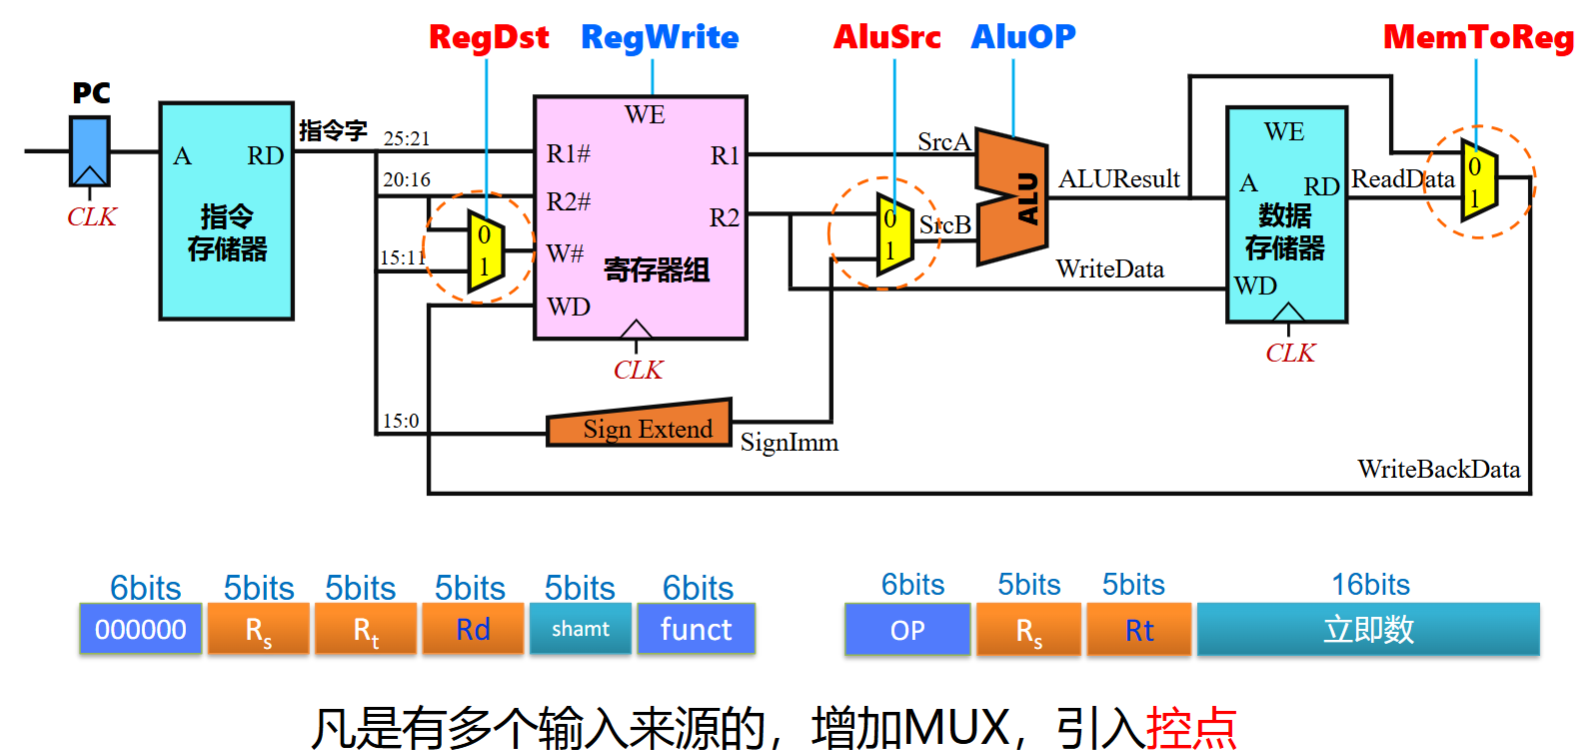 RegDst RegWrite AluSrc AluOP MemToReg
PC
CLK
A RD
指令
存储器
指令字
25:21
20:16
15:11
15:0
0
1
WE
R1# R1
R2# R2
W#
WD
寄存器组
CLK
Sign Extend
SignImm
0
1
SrcA
SrcB
ALU
ALUResult
WriteData
WE
A RD
数据
存储器
WD
CLK
ReadData
0
1
WriteBackData
6bits 5bits 5bits 5bits 5bits 6bits
000000 Rs Rt Rd shamt funct
6bits 5bits 5bits 16bits
OP Rs Rt 立即数
凡是有多个输入来源的，增加MUX，引入控点